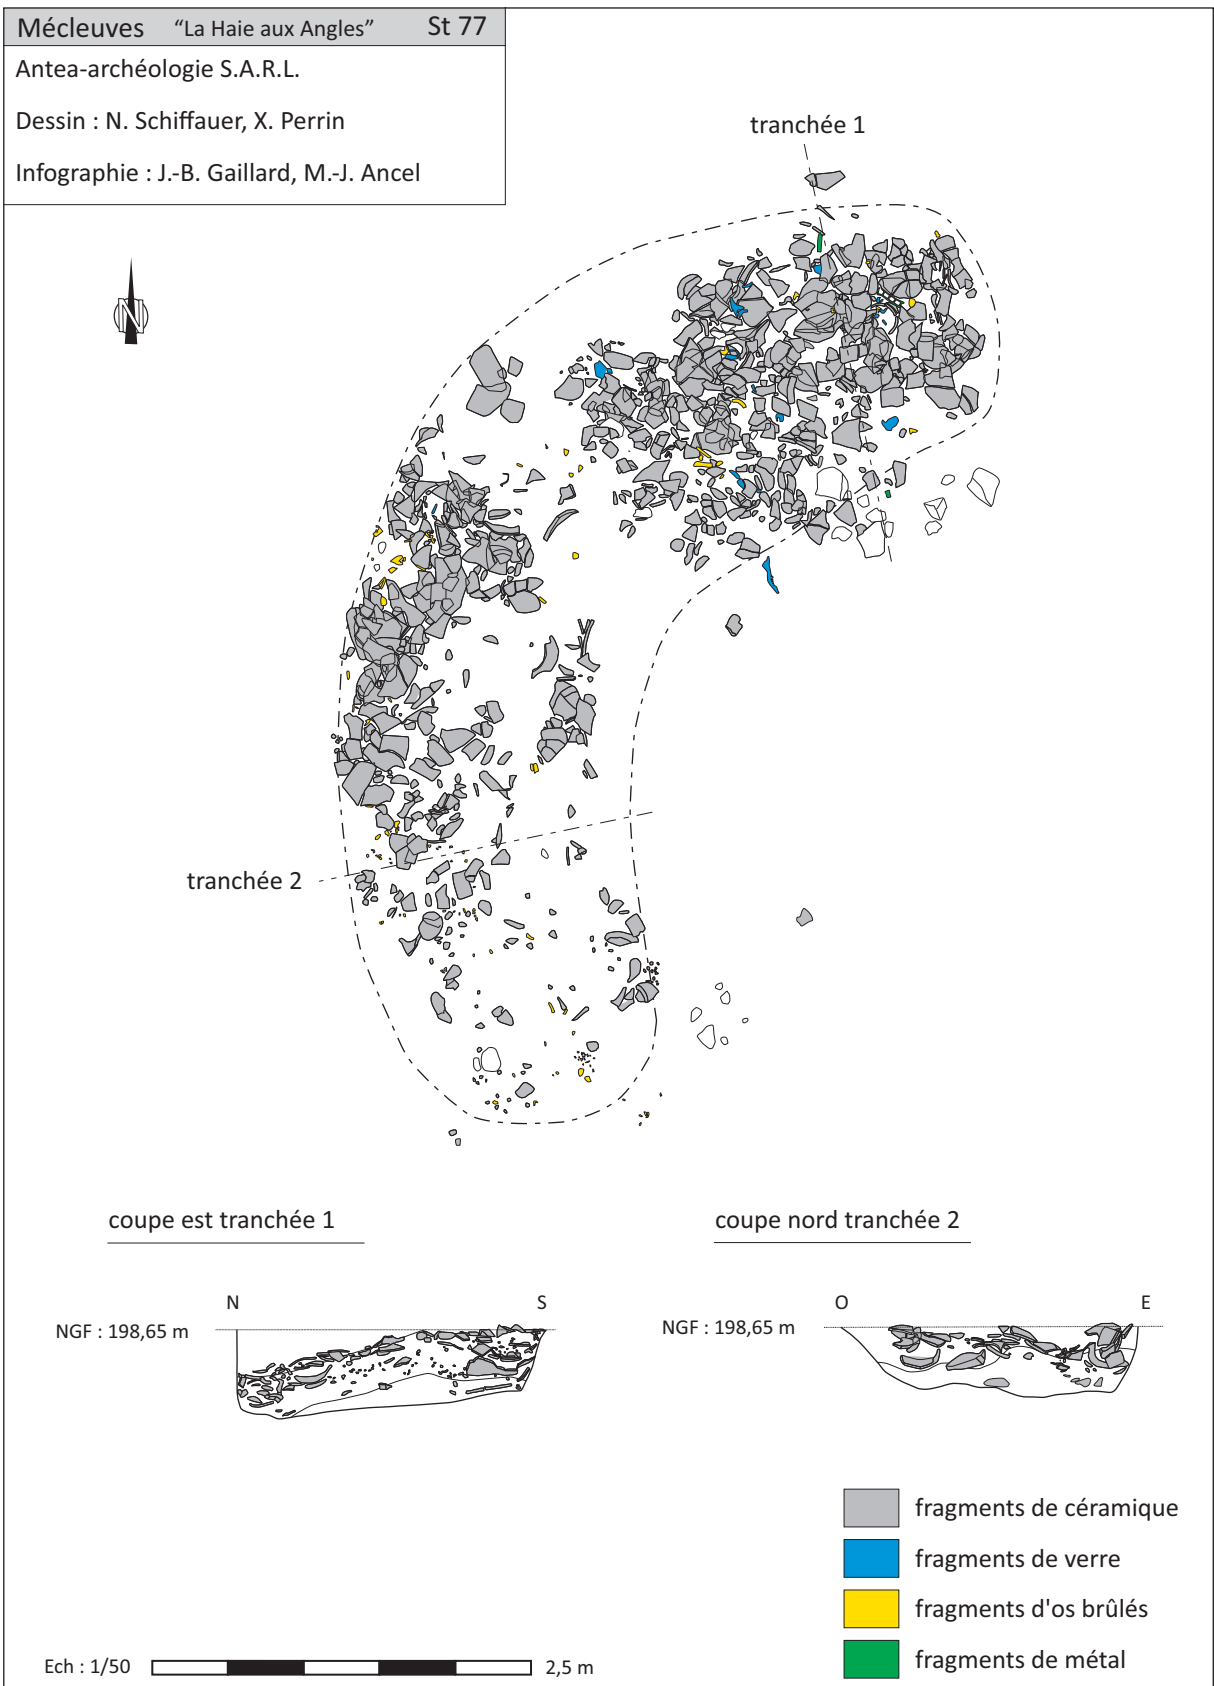 Mécleuves "La Haie aux Angles" St 77
Antea-archéologie S.A.R.L.
Dessin : N. Schiffauer, X. Perrin
Infographie : J.-B. Gaillard, M.-J. Ancel
tranchée 1
N
tranchée 2
coupe est tranchée 1
coupe nord tranchée 2
N S
O E
NGF : 198,65 m
NGF : 198,65 m
fragments de céramique
fragments de verre
fragments d'os brûlés
fragments de métal
Ech : 1/50 2,5 m